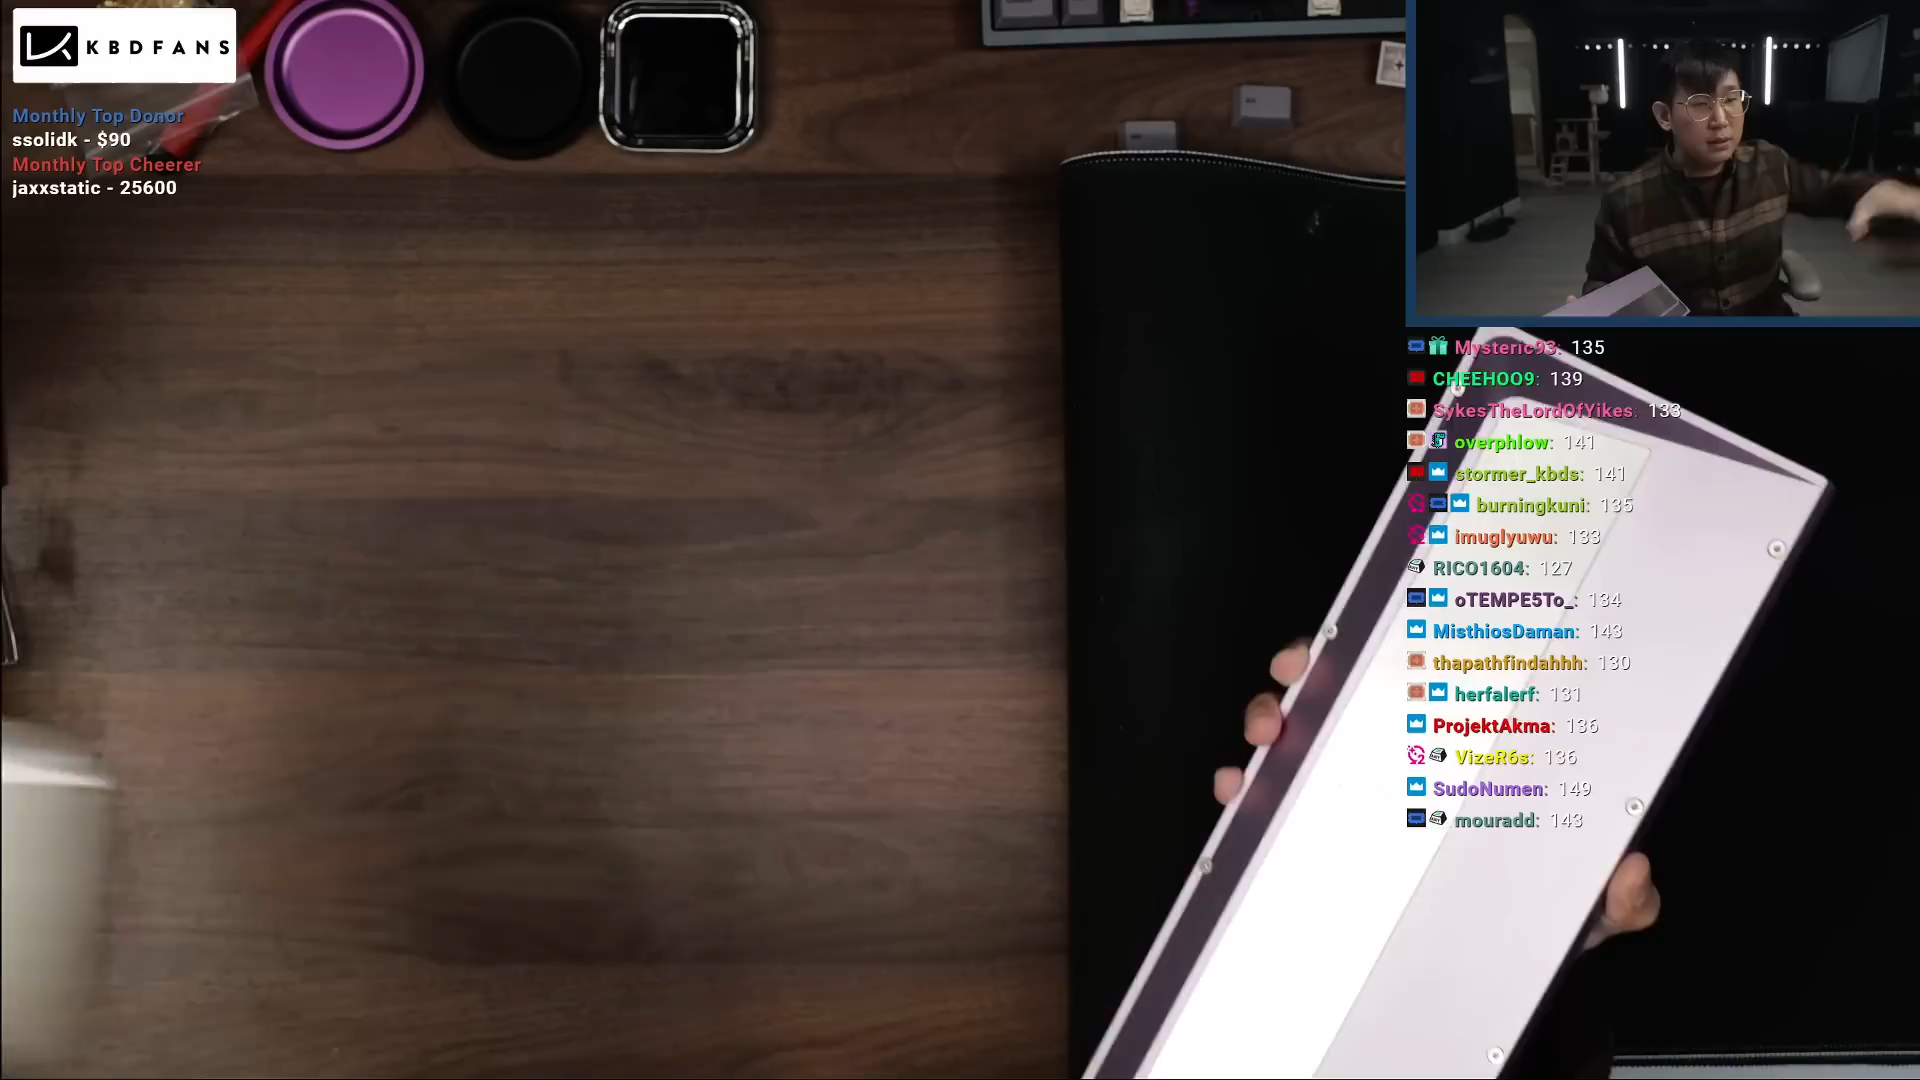 KBDFANS
Monthly Top Donor
ssolidk - $90
Monthly Top Cheerer
jaxxstatic - 25600
Mysteric93: 135
CHEEHOO9: 139
SykesTheLordOfYikes: 133
overphlow: 141
stormer_kbds: 141
burningkuni: 135
imuglyuwu: 133
RICO1604: 127
oTEMPE5To_: 134
MisthiosDaman: 143
thapathfindahhh: 130
herfalerf: 131
ProjektAkma: 136
VizeR6s: 136
SudoNumen: 149
mouradd: 143